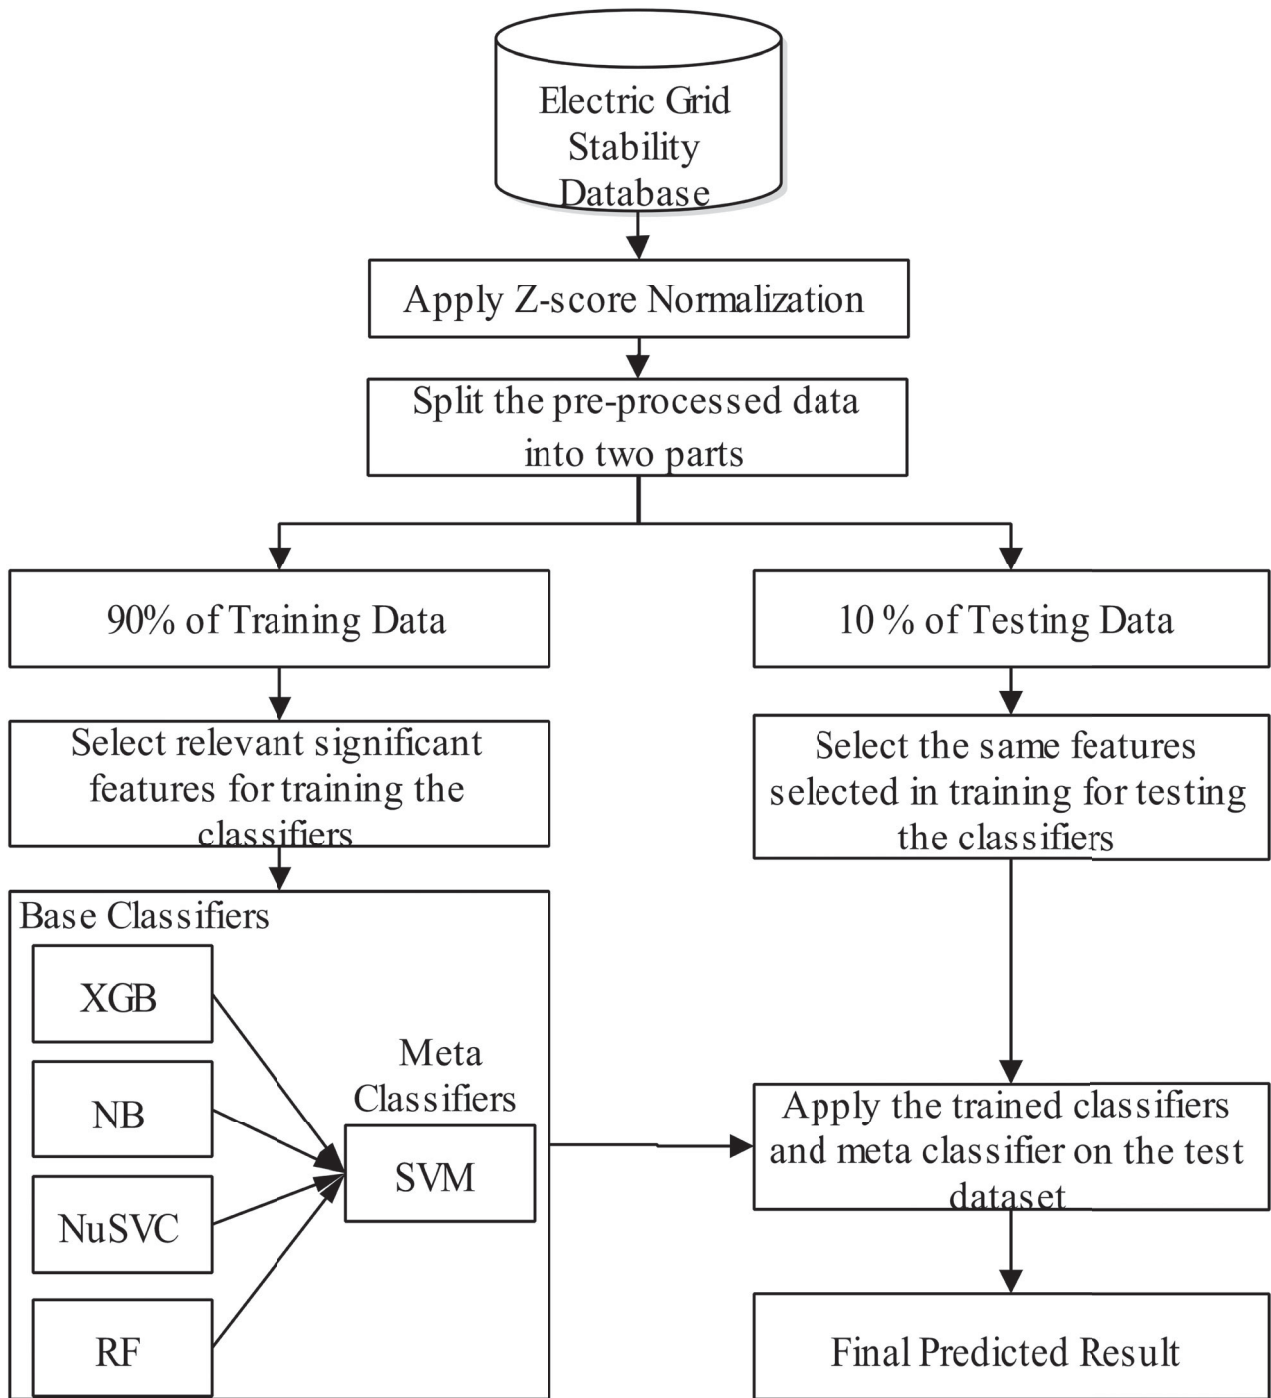 Electric Grid
Stability
Database
Apply Z-score Normalization
Split the pre-processed data
into two parts
90% of Training Data
10 % of Testing Data
Select relevant significant
features for training the
classifiers
Select the same features
selected in training for testing
the classifiers
Base Classifiers
XGB
NB
NuSVC
RF
Meta
Classifiers
SVM
Apply the trained classifiers
and meta classifier on the test
dataset
Final Predicted Result